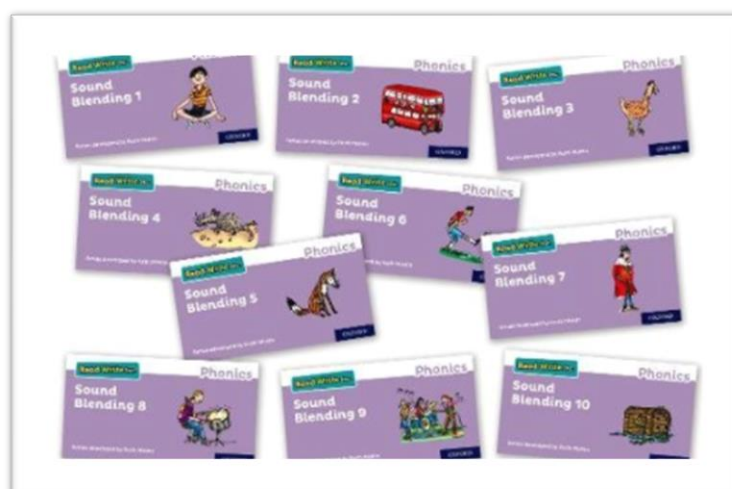 Read Write Inc.
Phonics
Sound
Blending 1
OXFORD
Read Write Inc.
Phonics
Sound
Blending 2
OXFORD
Read Write Inc.
Phonics
Sound
Blending 3
OXFORD
Read Write Inc.
Phonics
Sound
Blending 4
Read Write Inc.
Phonics
Sound
Blending 6
Read Write Inc.
Phonics
Sound
Blending 5
OXFORD
Read Write Inc.
Phonics
Sound
Blending 7
OXFORD
Read Write Inc.
Phonics
Sound
Blending 8
Read Write Inc.
Phonics
Sound
Blending 9
OXFORD
Read Write Inc.
Phonics
Sound
Blending 10